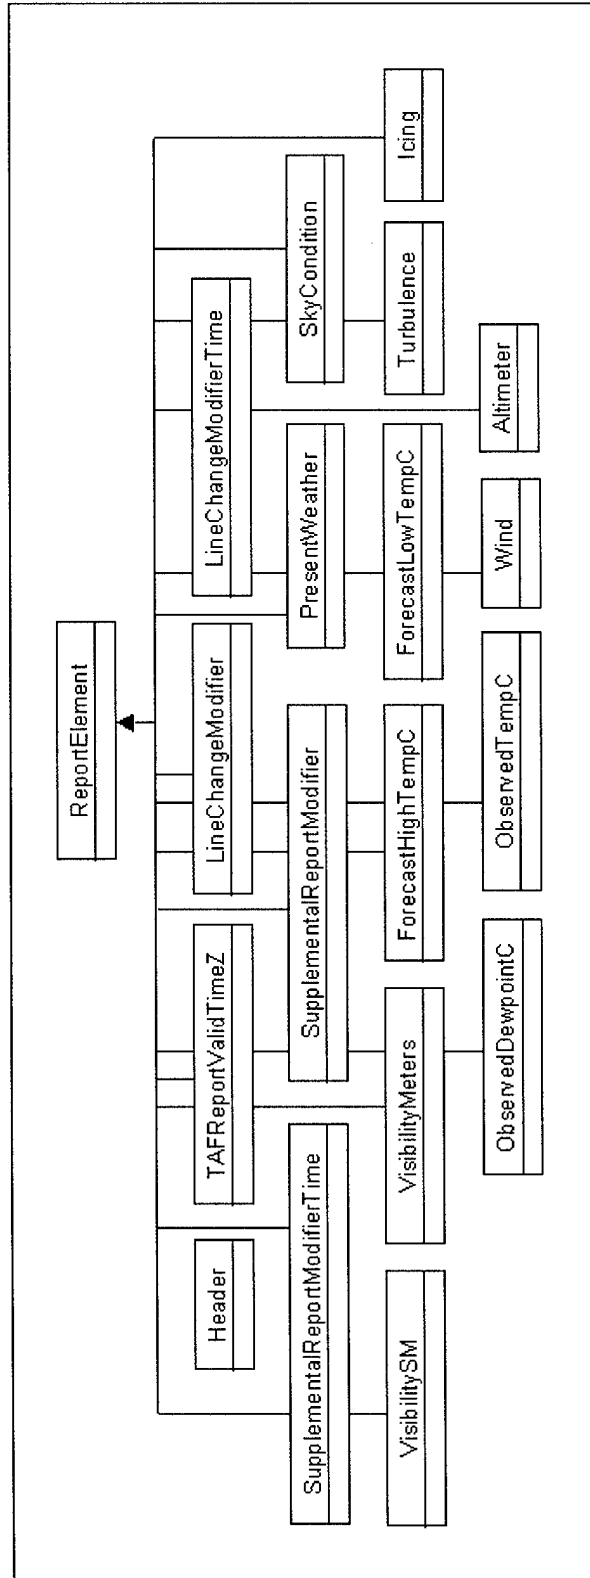 ReportElement
Header
TAFReportValidTimeZ
LineChangeModifier
LineChangeModifierTime
SupplementalReportModifierTime
SupplementalReportModifier
PresentWeather
SkyCondition
VisibilitySM
VisibilityMeters
ForecastHighTempC
ForecastLowTempC
Turbulence
Icing
ObservedDewpointC
ObservedTempC
Wind
Altimeter